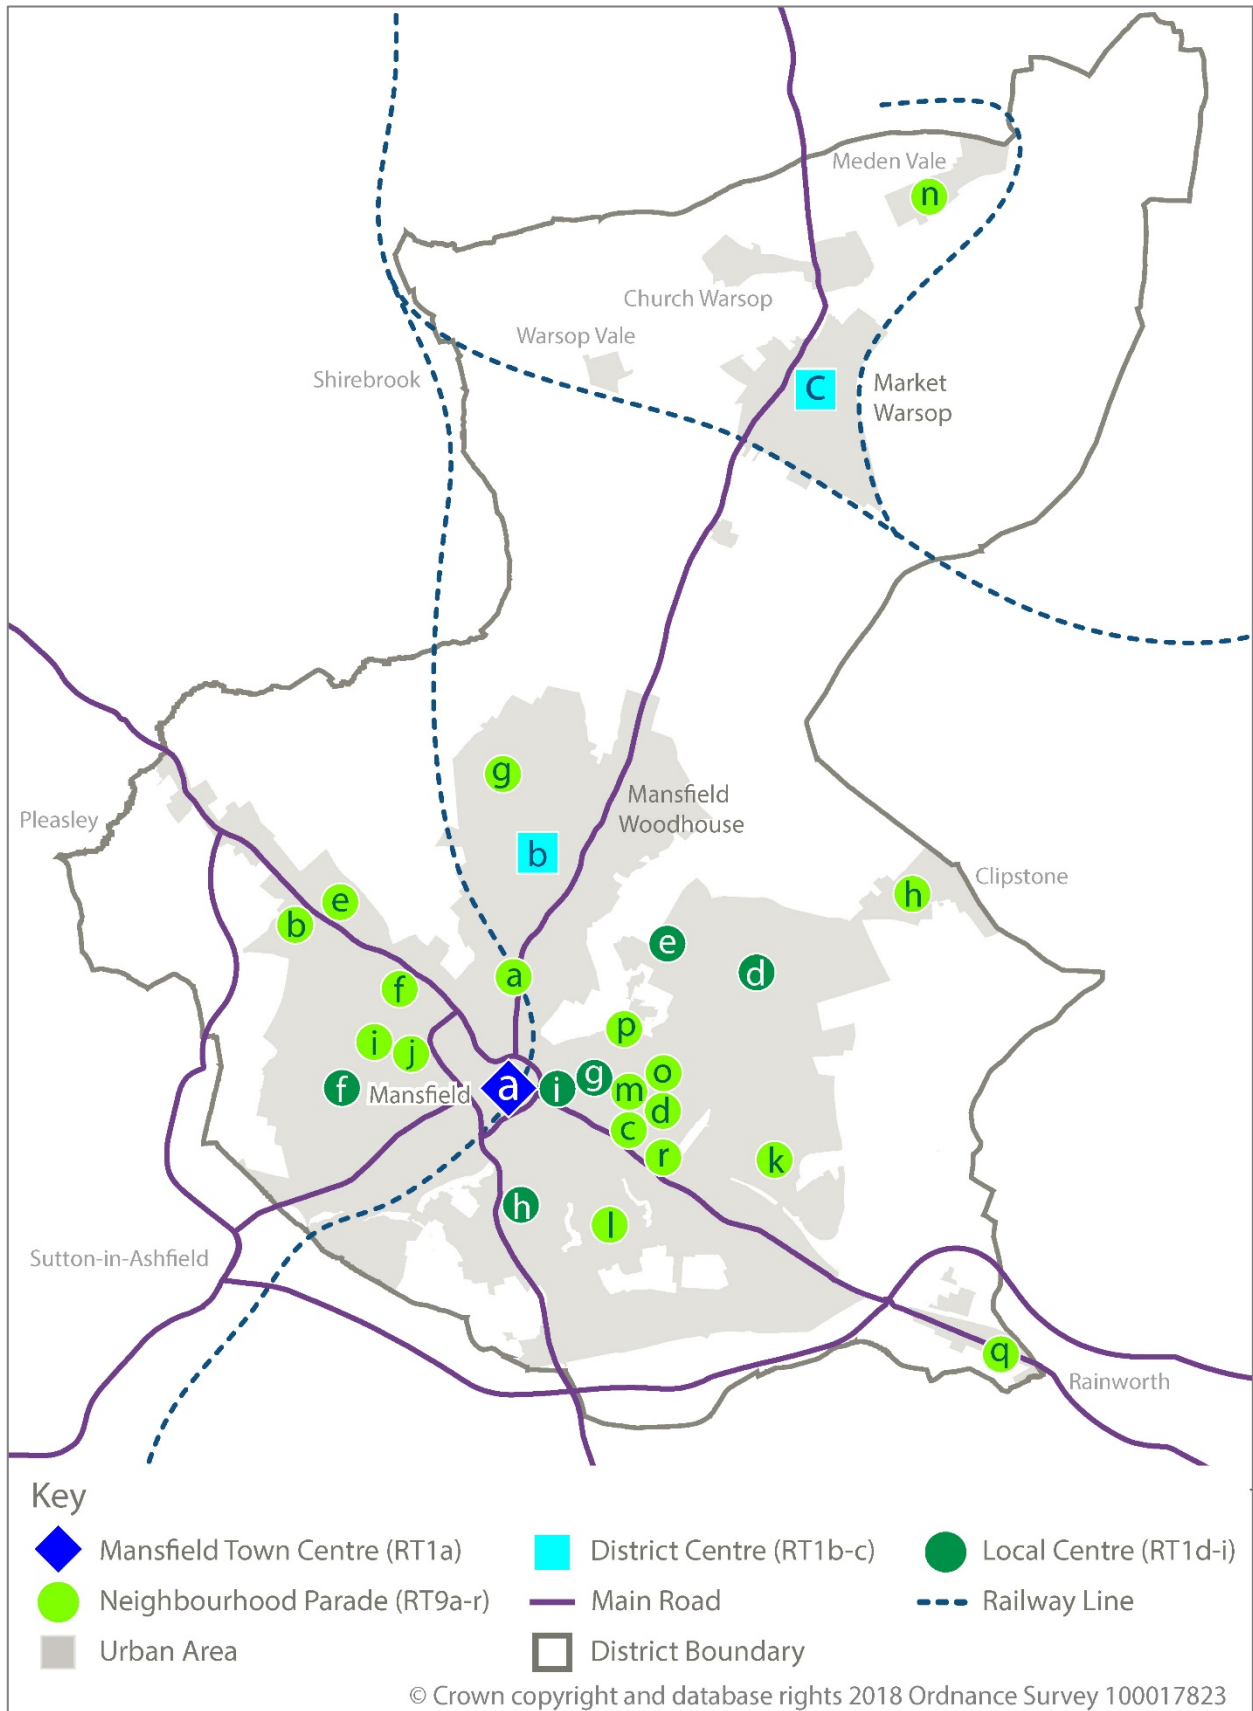 Meden Vale
n
Church Warsop
Warsop Vale
Shirebrook
C
Market
Warsop
g
Mansfield
Woodhouse
Pleasley
b
Clipstone
h
e
b
e
d
a
f
p
i
j
o
g
m
f
Mansfield
a
i
d
c
r
k
h
l
Sutton-in-Ashfield
q
Rainworth
Key
Mansfield Town Centre (RT1a)
District Centre (RT1b-c)
Local Centre (RT1d-i)
Neighbourhood Parade (RT9a-r)
Main Road
Railway Line
Urban Area
District Boundary
© Crown copyright and database rights 2018 Ordnance Survey 100017823